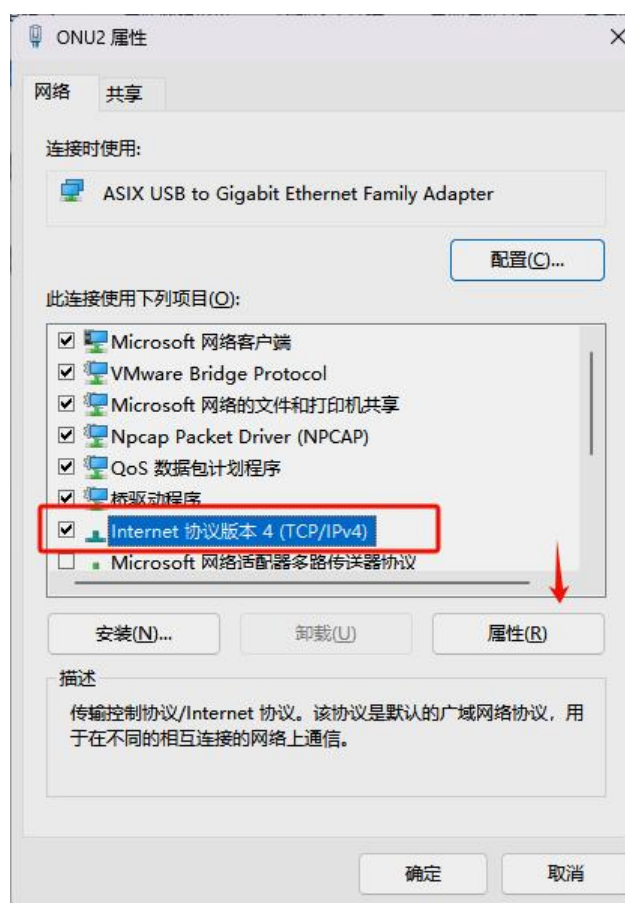 ONU2 属性
网络 共享
连接时使用:
ASIX USB to Gigabit Ethernet Family Adapter
配置(C)...
此连接使用下列项目(O):
Microsoft 网络客户端
VMware Bridge Protocol
Microsoft 网络的文件和打印机共享
Npcap Packet Driver (NPCAP)
QoS 数据包计划程序
桥驱动程序
Internet 协议版本 4 (TCP/IPv4)
Microsoft 网络适配器多路传送器协议
安装(N)... 卸载(U) 属性(R)
描述
传输控制协议/Internet 协议。该协议是默认的广域网络协议，用
于在不同的相互连接的网络上通信。
确定 取消